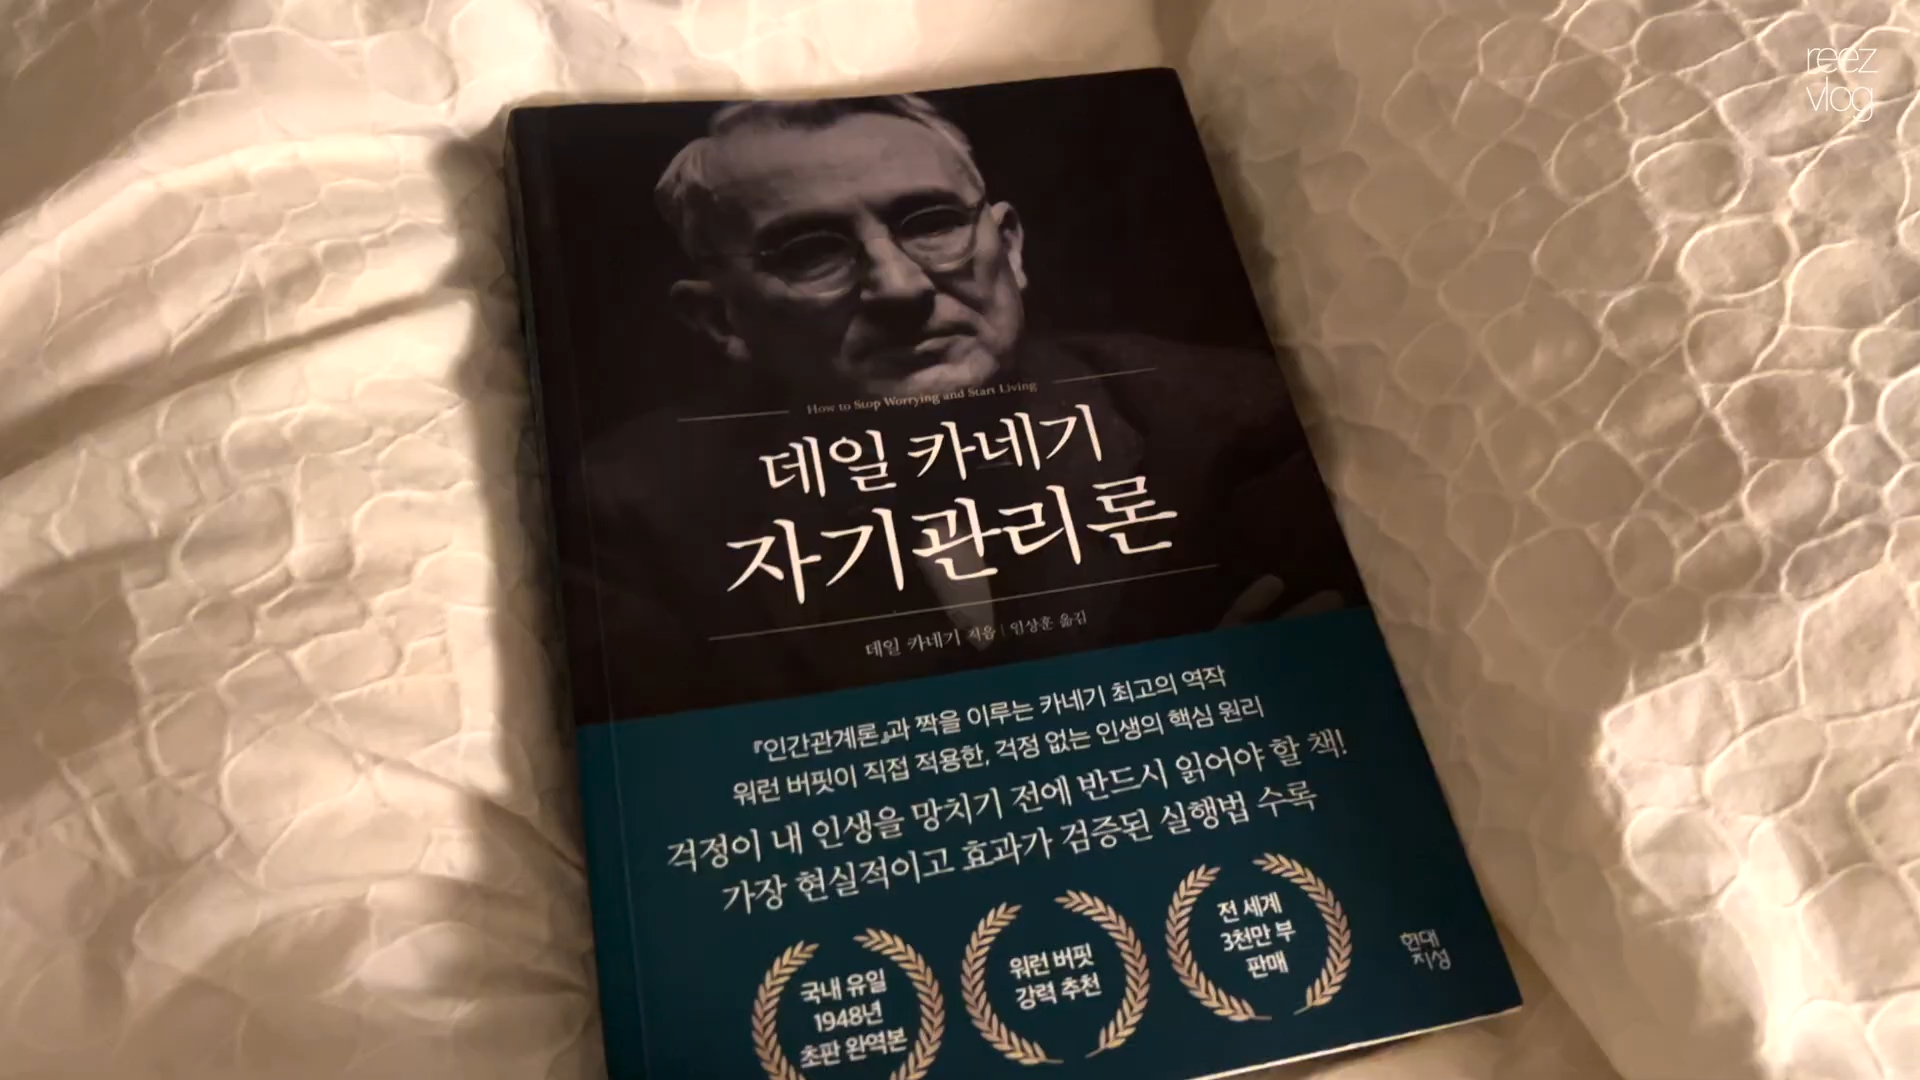 reez
vlog
How to Stop Worrying and Start Living
데일 카네기
자기관리론
데일 카네기 지음 | 임상훈 옮김
『인간관계론』과 짝을 이루는 카네기 최고의 역작
워런 버핏이 직접 적용한, 걱정 없는 인생의 핵심 원리
걱정이 내 인생을 망치기 전에 반드시 읽어야 할 책!
가장 현실적이고 효과가 검증된 실행법 수록
국내 유일
1948년
초판 완역본
워런 버핏
강력 추천
전 세계
3천만 부
판매
현대
지성